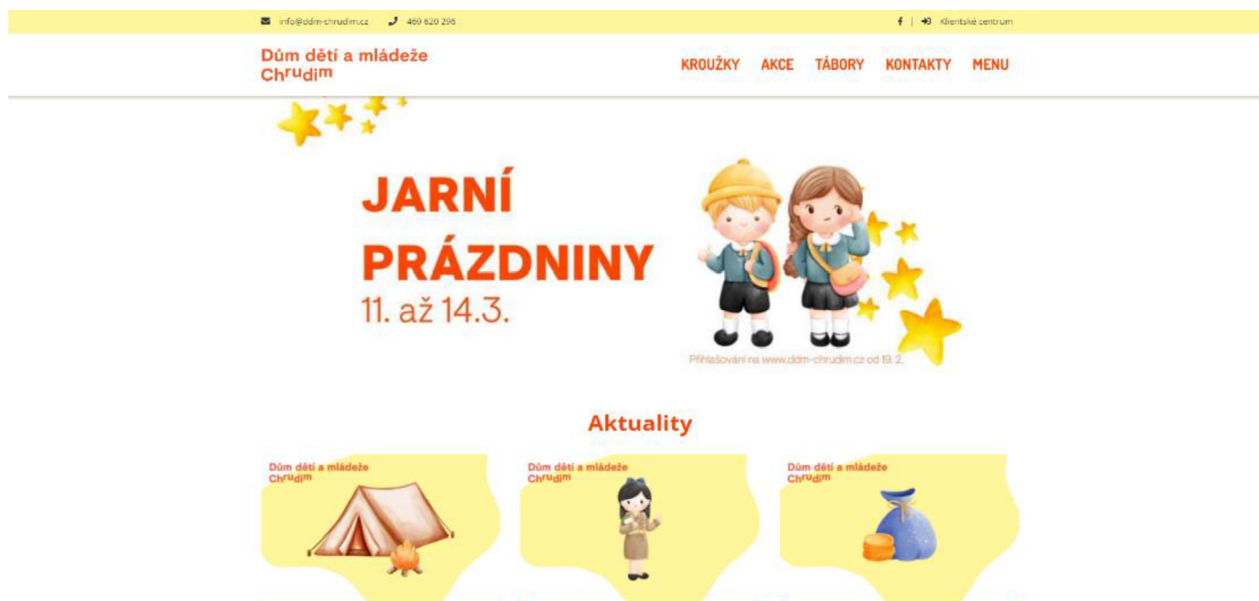 info@ddm-chrudim.cz 469 620 296 | Klientské centrum
Dům dětí a mládeže
Chrudim
KROUŽKY AKCE TÁBORY KONTAKTY MENU
JARNÍ
PRÁZDNINY
11. až 14.3.
Přihlašování na www.ddm-chrudim.cz od 19. 2.
Aktuality
Dům dětí a mládeže
Chrudim
Dům dětí a mládeže
Chrudim
Dům dětí a mládeže
Chrudim